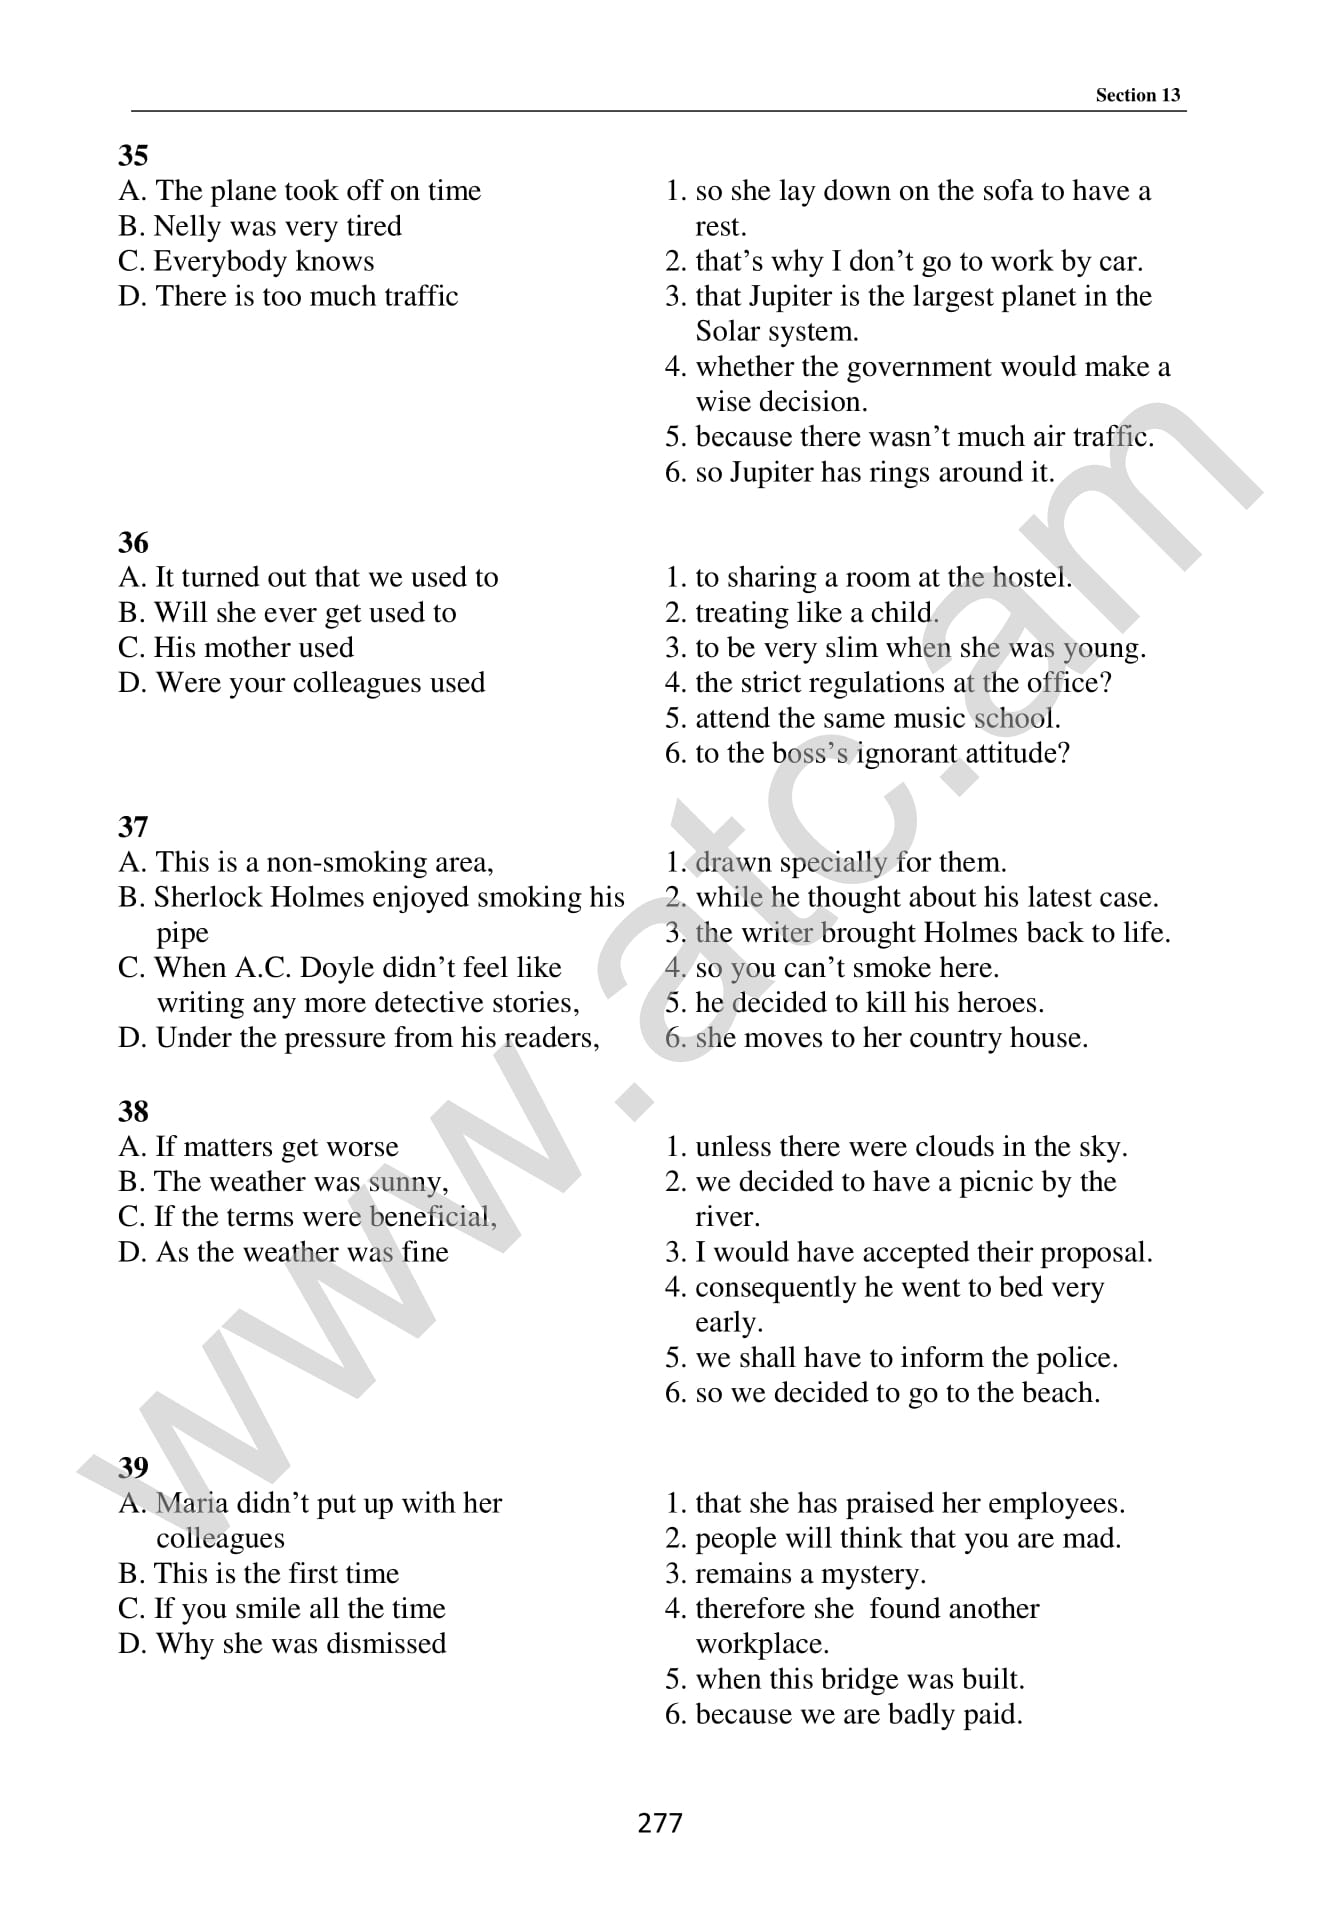 Section 13
35
A. The plane took off on time
B. Nelly was very tired
C. Everybody knows
D. There is too much traffic
1. so she lay down on the sofa to have a
rest.
2. that’s why I don’t go to work by car.
3. that Jupiter is the largest planet in the
Solar system.
4. whether the government would make a
wise decision.
5. because there wasn’t much air traffic.
6. so Jupiter has rings around it.
36
A. It turned out that we used to
B. Will she ever get used to
C. His mother used
D. Were your colleagues used
1. to sharing a room at the hostel.
2. treating like a child.
3. to be very slim when she was young.
4. the strict regulations at the office?
5. attend the same music school.
6. to the boss’s ignorant attitude?
37
A. This is a non-smoking area,
B. Sherlock Holmes enjoyed smoking his
pipe
C. When A.C. Doyle didn’t feel like
writing any more detective stories,
D. Under the pressure from his readers,
1. drawn specially for them.
2. while he thought about his latest case.
3. the writer brought Holmes back to life.
4. so you can’t smoke here.
5. he decided to kill his heroes.
6. she moves to her country house.
38
A. If matters get worse
B. The weather was sunny,
C. If the terms were beneficial,
D. As the weather was fine
1. unless there were clouds in the sky.
2. we decided to have a picnic by the
river.
3. I would have accepted their proposal.
4. consequently he went to bed very
early.
5. we shall have to inform the police.
6. so we decided to go to the beach.
39
A. Maria didn’t put up with her
colleagues
B. This is the first time
C. If you smile all the time
D. Why she was dismissed
1. that she has praised her employees.
2. people will think that you are mad.
3. remains a mystery.
4. therefore she  found another
workplace.
5. when this bridge was built.
6. because we are badly paid.
277
www.atc.am